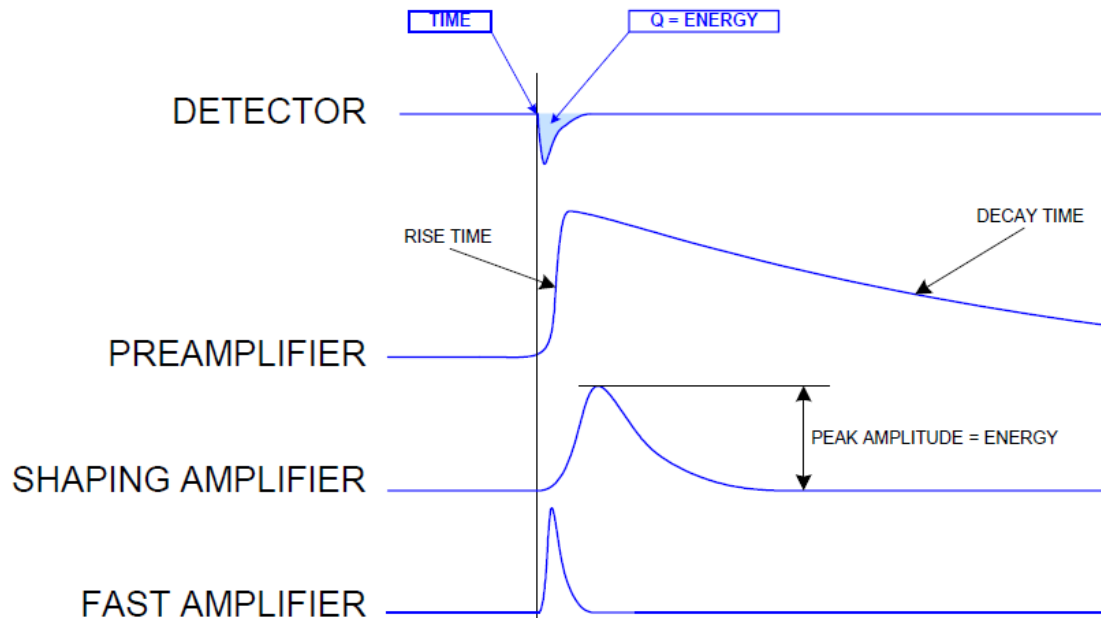 TIME
Q = ENERGY
DETECTOR
RISE TIME
DECAY TIME
PREAMPLIFIER
PEAK AMPLITUDE = ENERGY
SHAPING AMPLIFIER
FAST AMPLIFIER